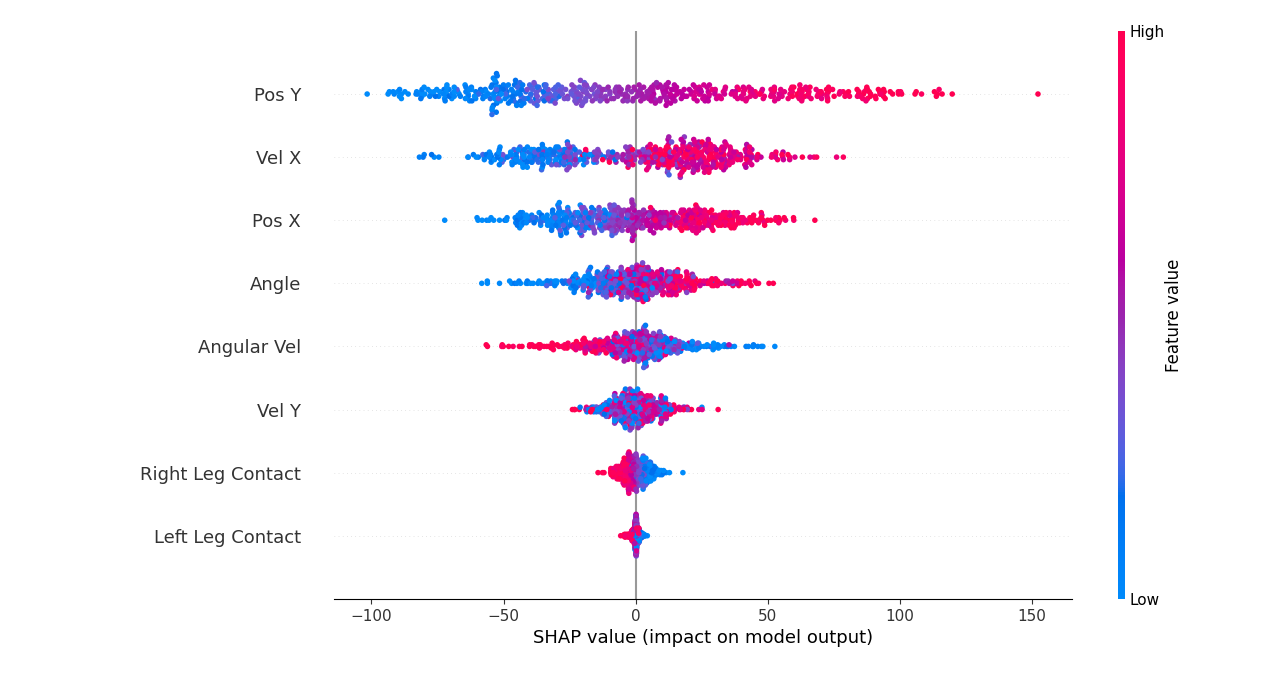 High
Pos Y
Vel X
Pos X
Angle
Angular Vel
Vel Y
Right Leg Contact
Left Leg Contact
Feature value
Low
−100 −50 0 50 100 150
SHAP value (impact on model output)